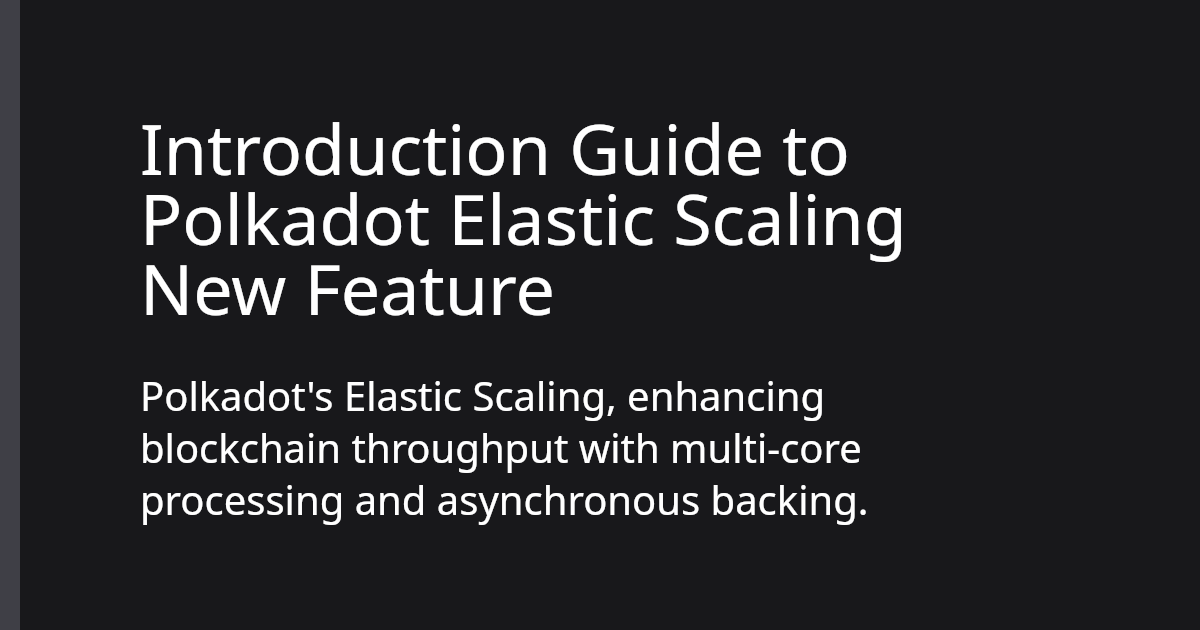 Introduction Guide to
Polkadot Elastic Scaling
New Feature
Polkadot's Elastic Scaling, enhancing
blockchain throughput with multi-core
processing and asynchronous backing.